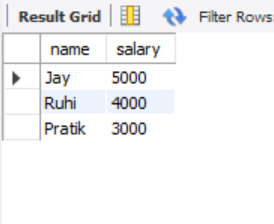 Result Grid Filter Rows:
name salary
Jay 5000
Ruhi 4000
Pratik 3000